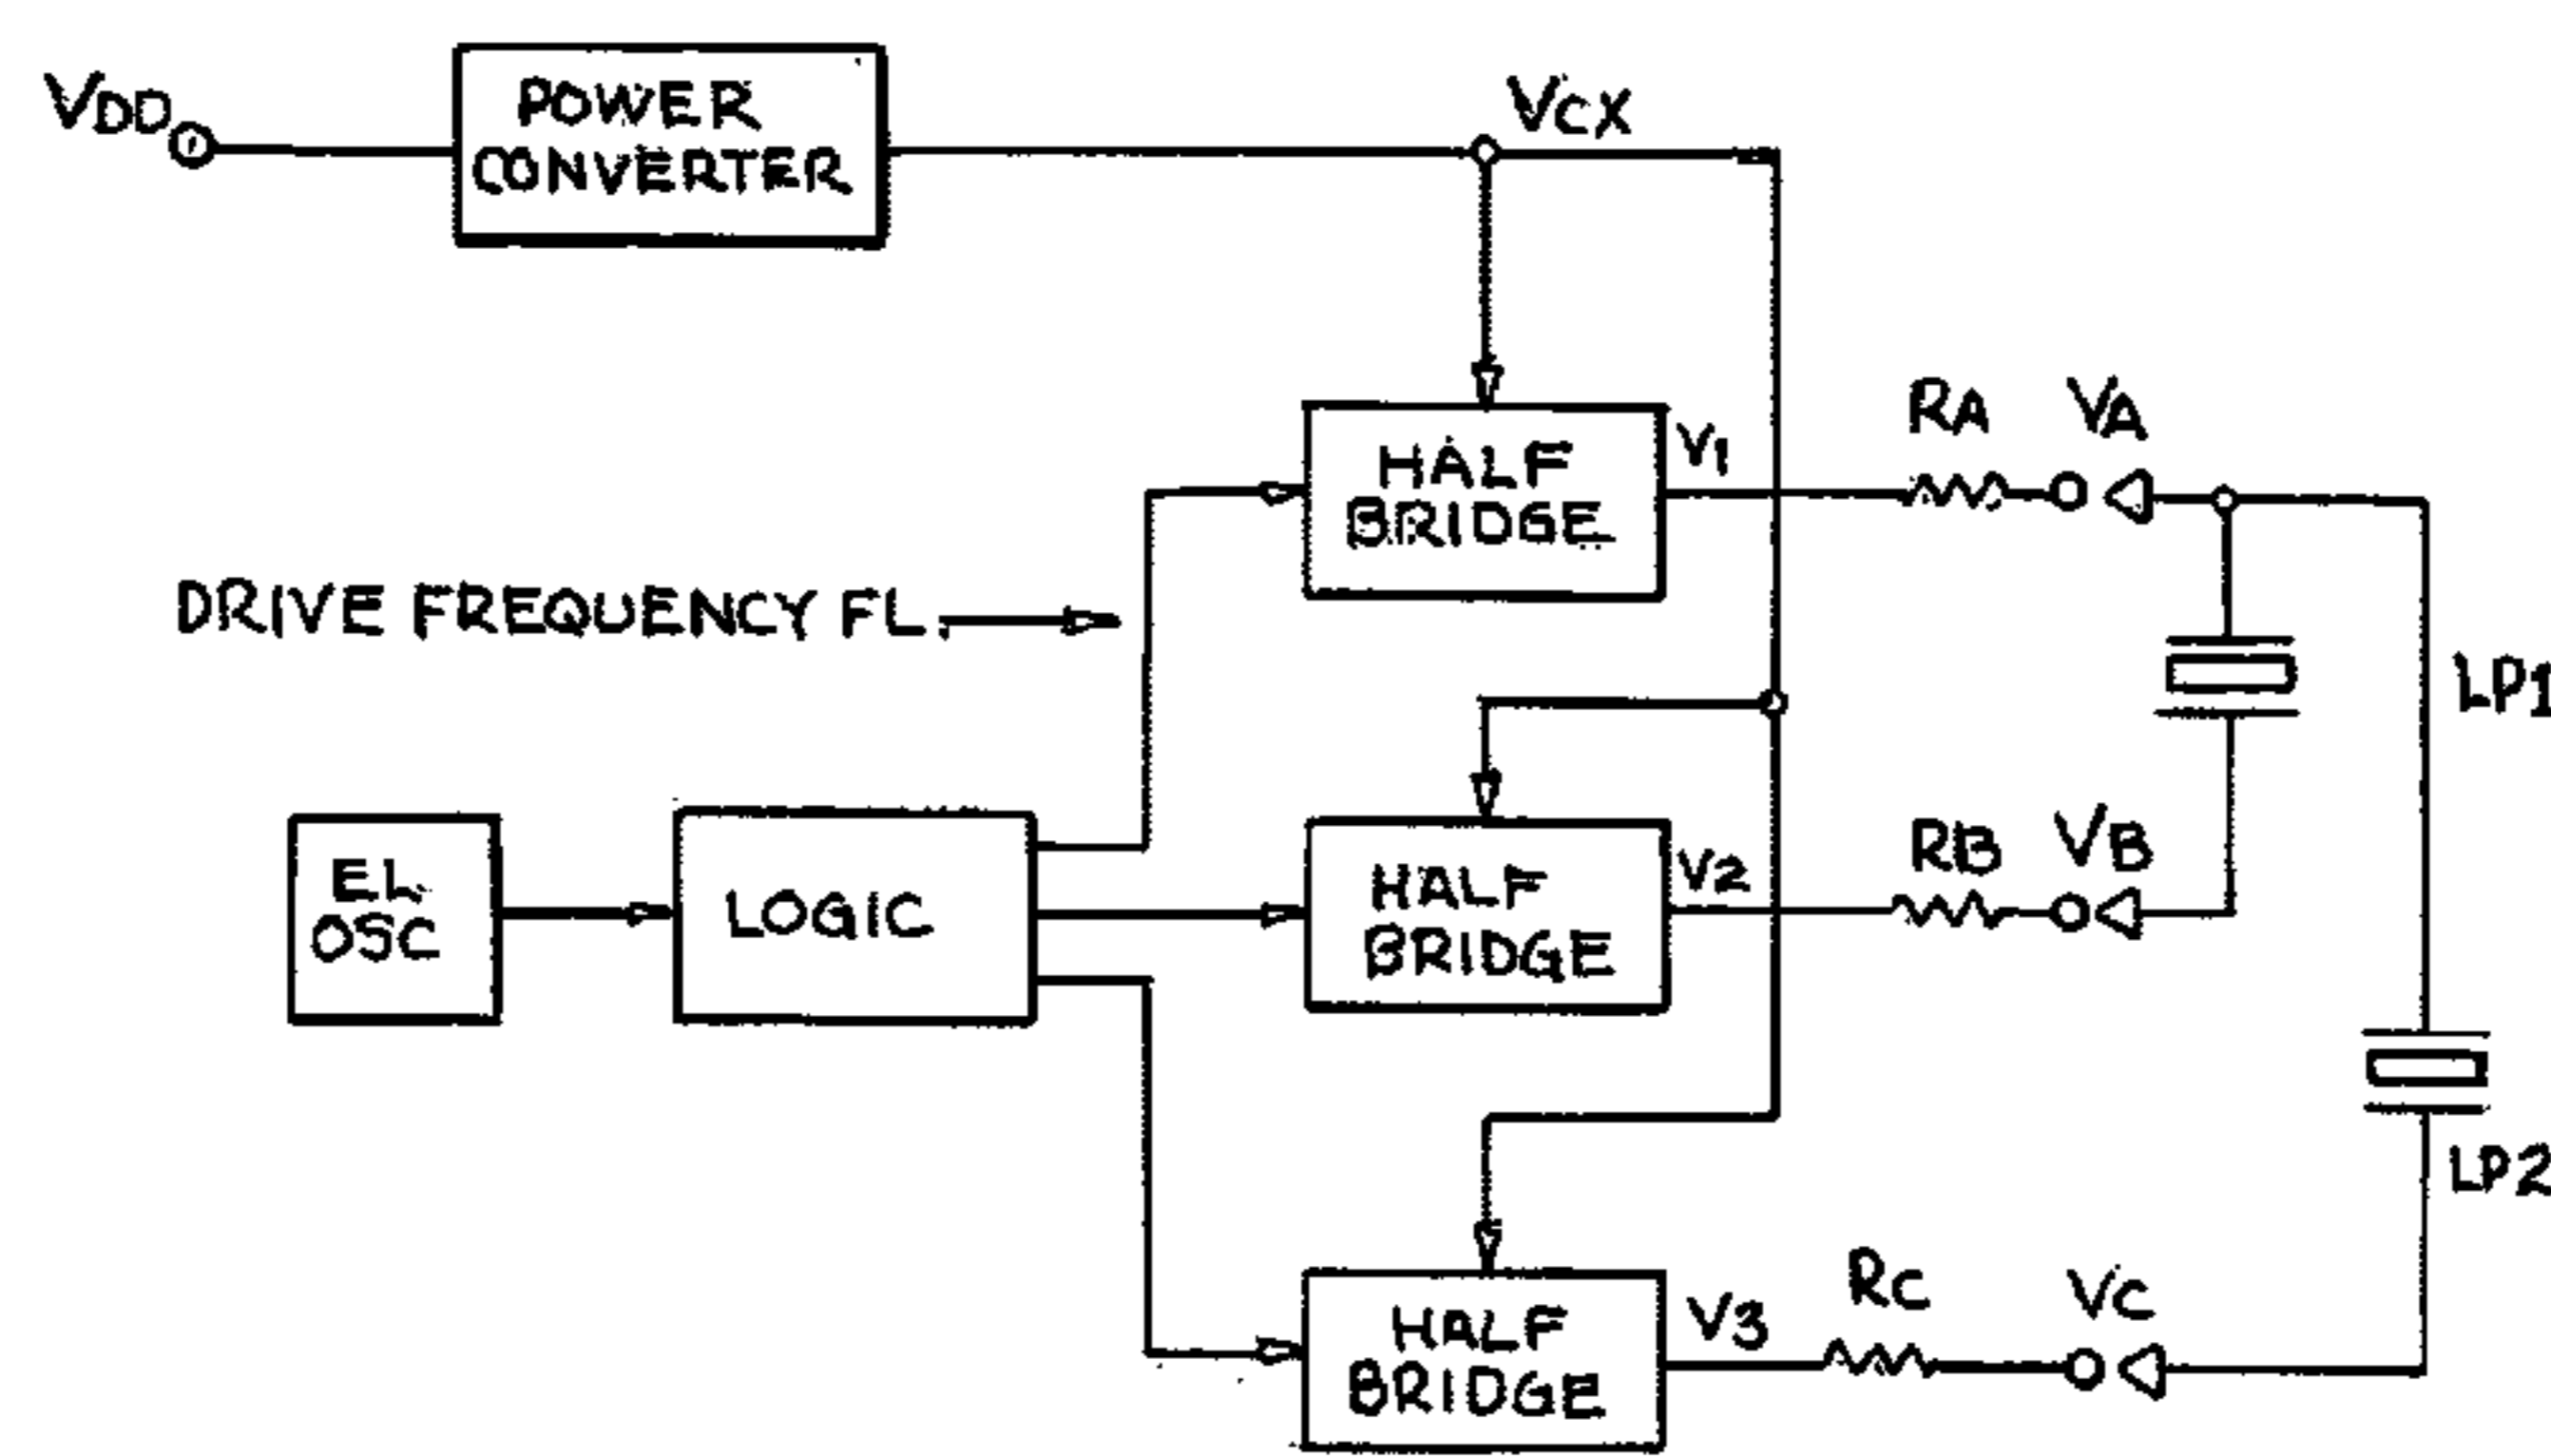 VDD
POWER
CONVERTER
VCX
HALF
BRIDGE
V1
RA
VA
DRIVE FREQUENCY FL.
LP1
EL
OSC
LOGIC
HALF
BRIDGE
V2
RB
VB
LP2
HALF
BRIDGE
V3
RC
VC